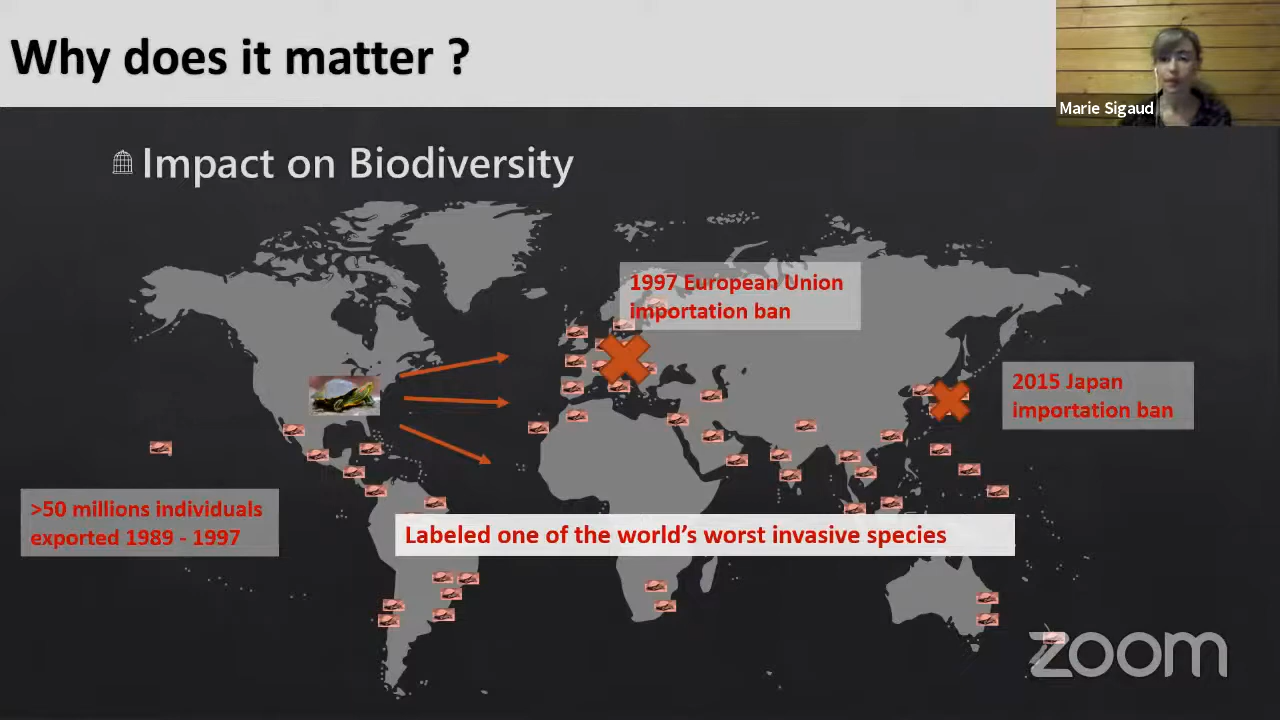 Why does it matter ?
Marie Sigaud
Impact on Biodiversity
1997 European Union
importation ban
2015 Japan
importation ban
>50 millions individuals
exported 1989 - 1997
Labeled one of the world's worst invasive species
zoom